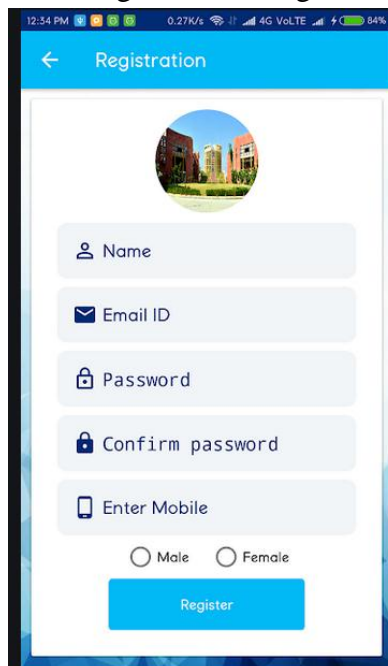 12:34 PM 0.27K/s 4G VoLTE 84%
Registration
Name
Email ID
Password
Confirm password
Enter Mobile
Male Female
Register